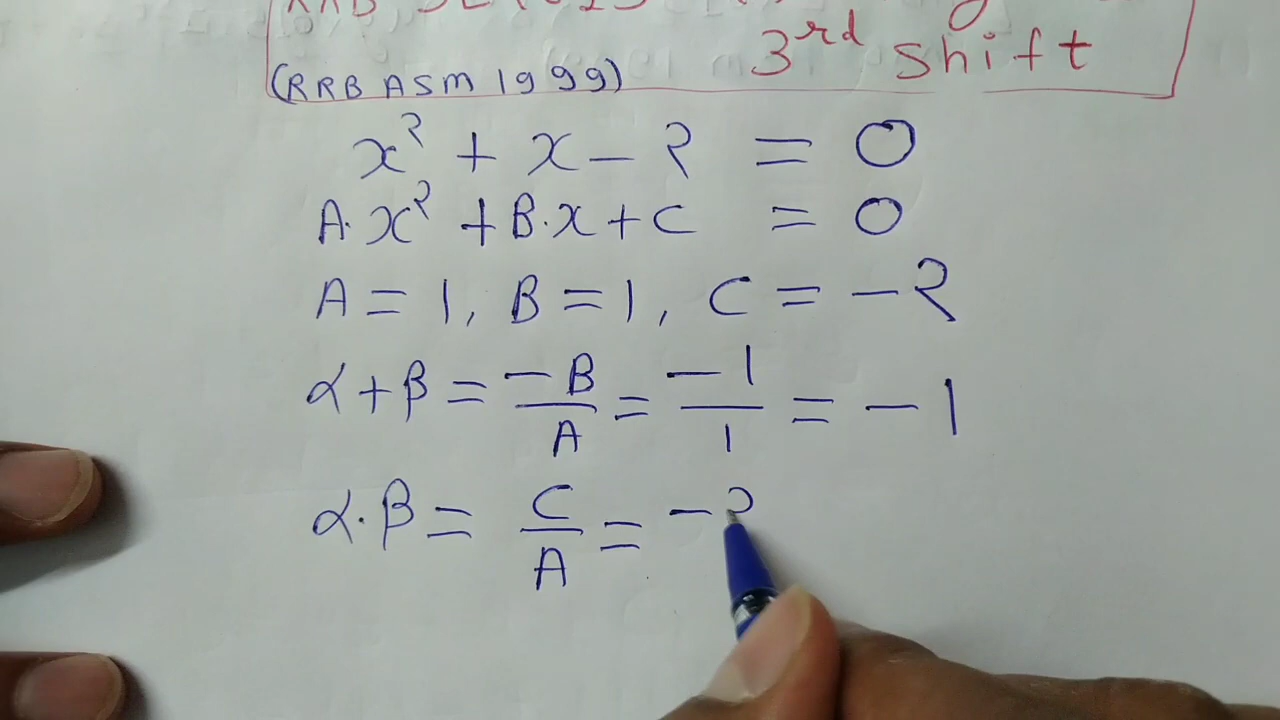 3rd Shift
(RRB ASM 1999)
x² + x - 2 = 0
A.x² + B.x + C = 0
A = 1, B = 1, C = -2
α + β = -B/A = -1/1 = -1
α.β = C/A = -2